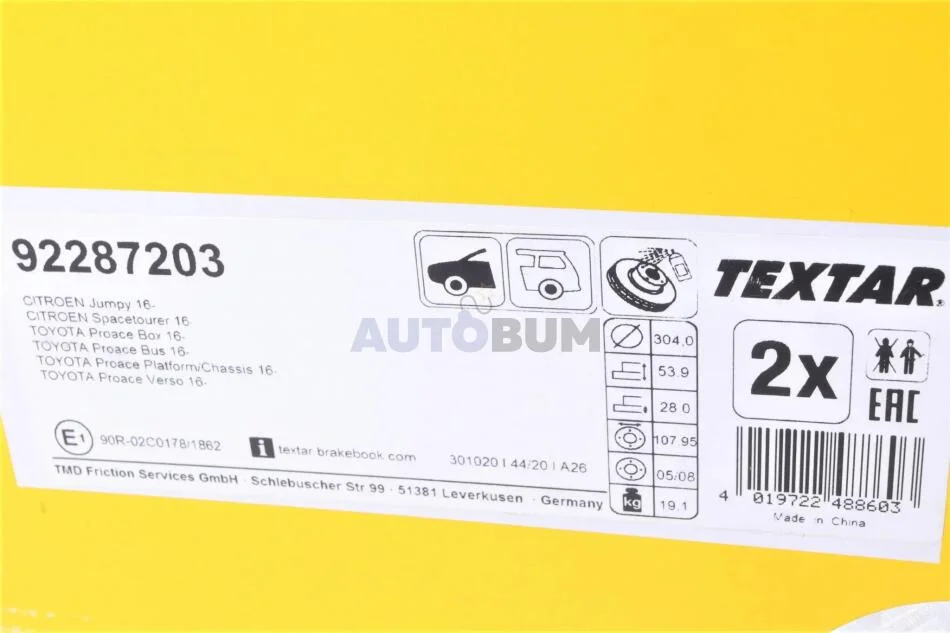 92287203
CITROEN Jumpy 16-
CITROEN Spacetourer 16-
TOYOTA Proace Box 16-
TOYOTA Proace Bus 16-
TOYOTA Proace Platform/Chassis 16-
TOYOTA Proace Verso 16-
E1 90R-02C0178/1862
i textar brakebook.com
301020 | 44/20 | A26
TMD Friction Services GmbH · Schlebuscher Str 99 · 51381 Leverkusen · Germany
304,0
53.9
28.0
107.95
05/08
kg 19.1
TEXTAR®
2x
EAC
4 019722 488603
Made in China
AUTOBUM